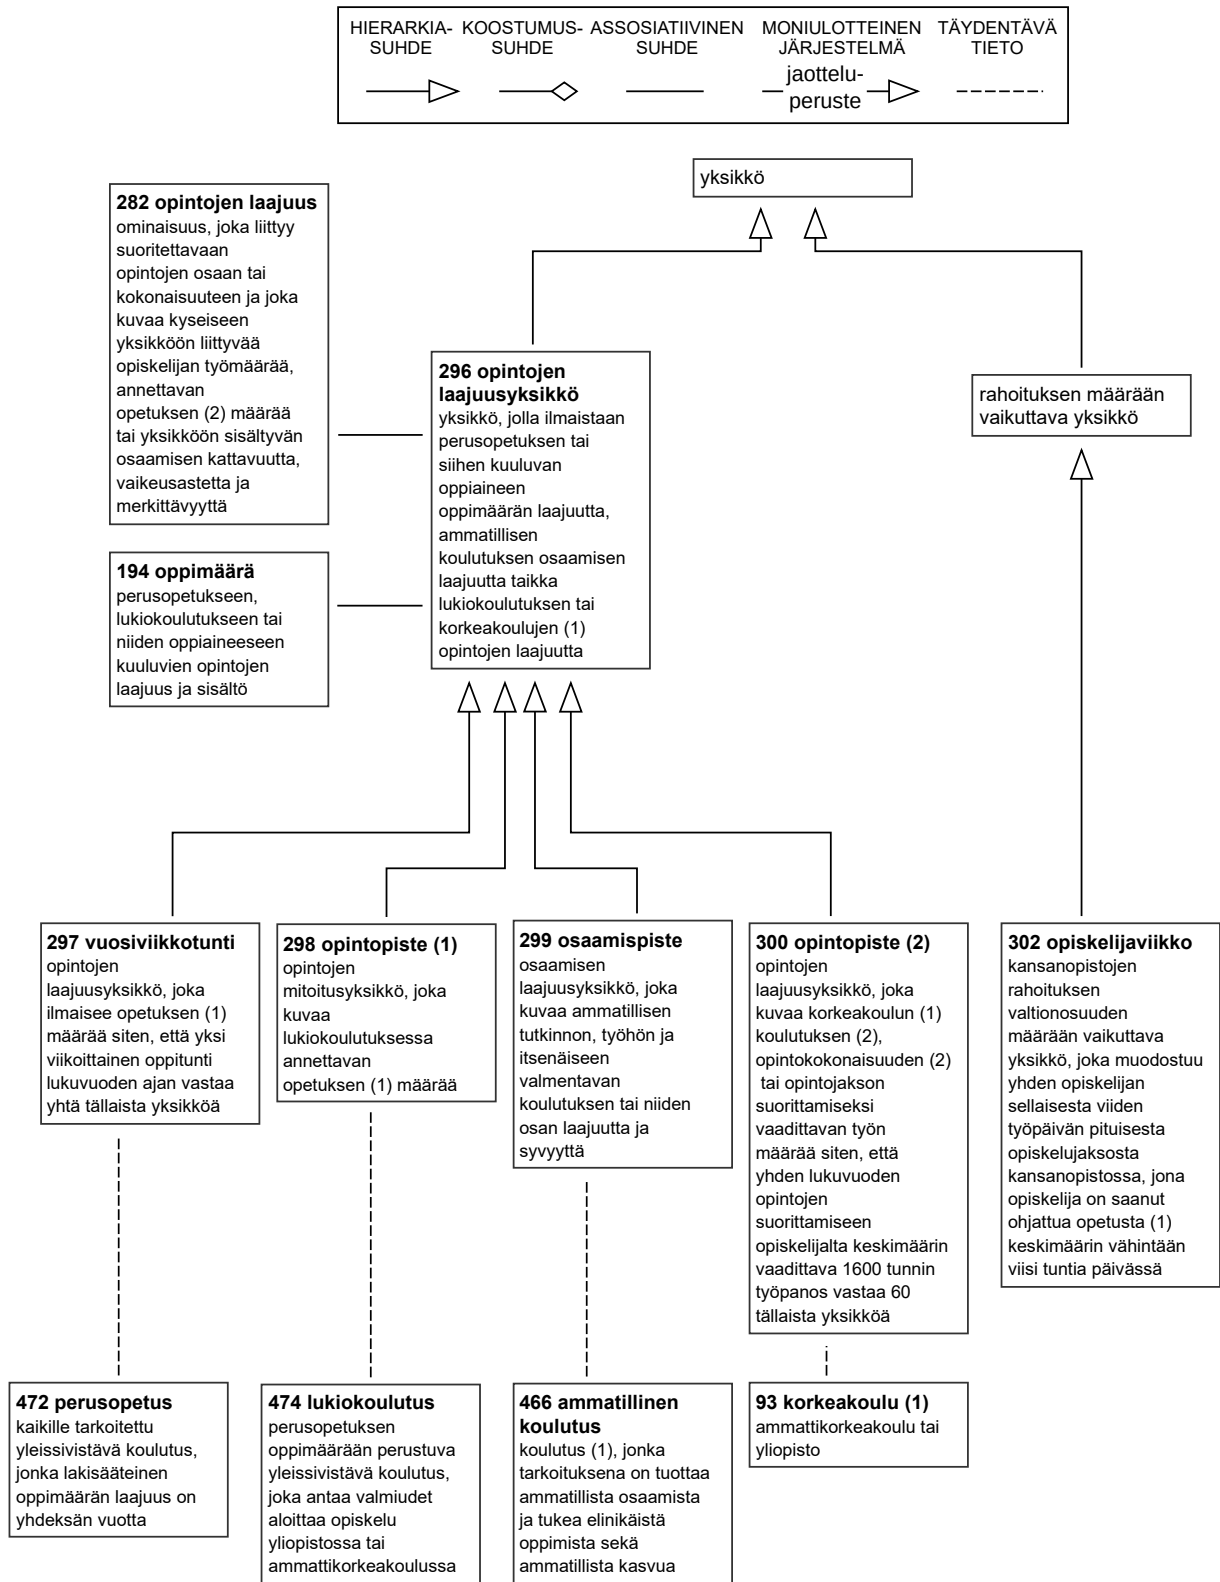 HIERARKIA-
SUHDE
KOOSTUMUS-
SUHDE
ASSOSIATIIVINEN
SUHDE
MONIULOTTEINEN
JÄRJESTELMÄ
jaottelu-
peruste
TÄYDENTÄVÄ
TIETO
yksikkö
282 opintojen laajuus
ominaisuus, joka liittyy
suoritettavaan
opintojen osaan tai
kokonaisuuteen ja joka
kuvaa kyseiseen
yksikköön liittyvää
opiskelijan työmäärää,
annettavan
opetuksen (2) määrää
tai yksikköön sisältyvän
osaamisen kattavuutta,
vaikeusastetta ja
merkittävyyttä
296 opintojen
laajuusyksikkö
yksikkö, jolla ilmaistaan
perusopetuksen tai
siihen kuuluvan
oppiaineen
oppimäärän laajuutta,
ammatillisen
koulutuksen osaamisen
laajuutta taikka
lukiokoulutuksen tai
korkeakoulujen (1)
opintojen laajuutta
rahoituksen määrään
vaikuttava yksikkö
194 oppimäärä
perusopetukseen,
lukiokoulutukseen tai
niiden oppiaineeseen
kuuluvien opintojen
laajuus ja sisältö
297 vuosiviikkotunti
opintojen
laajuusyksikkö, joka
ilmaisee opetuksen (1)
määrää siten, että yksi
viikoittainen oppitunti
lukuvuoden ajan vastaa
yhtä tällaista yksikköä
298 opintopiste (1)
opintojen
mitoitusyksikkö, joka
kuvaa
lukiokoulutuksessa
annettavan
opetuksen (1) määrää
299 osaamispiste
osaamisen
laajuusyksikkö, joka
kuvaa ammatillisen
tutkinnon, työhön ja
itsenäiseen
valmentavan
koulutuksen tai niiden
osan laajuutta ja
syvyyttä
300 opintopiste (2)
opintojen
laajuusyksikkö, joka
kuvaa korkeakoulun (1)
koulutuksen (2),
opintokokonaisuuden (2)
tai opintojakson
suorittamiseksi
vaadittavan työn
määrää siten, että
yhden lukuvuoden
opintojen
suorittamiseen
opiskelijalta keskimäärin
vaadittava 1600 tunnin
työpanos vastaa 60
tällaista yksikköä
302 opiskelijaviikko
kansanopistojen
rahoituksen
valtionosuuden
määrään vaikuttava
yksikkö, joka muodostuu
yhden opiskelijan
sellaisesta viiden
työpäivän pituisesta
opiskelujaksosta
kansanopistossa, jona
opiskelija on saanut
ohjattua opetusta (1)
keskimäärin vähintään
viisi tuntia päivässä
472 perusopetus
kaikille tarkoitettu
yleissivistävä koulutus,
jonka lakisääteinen
oppimäärän laajuus on
yhdeksän vuotta
474 lukiokoulutus
perusopetuksen
oppimäärään perustuva
yleissivistävä koulutus,
joka antaa valmiudet
aloittaa opiskelu
yliopistossa tai
ammattikorkeakoulussa
466 ammatillinen
koulutus
koulutus (1), jonka
tarkoituksena on tuottaa
ammatillista osaamista
ja tukea elinikäistä
oppimista sekä
ammatillista kasvua
93 korkeakoulu (1)
ammattikorkeakoulu tai
yliopisto